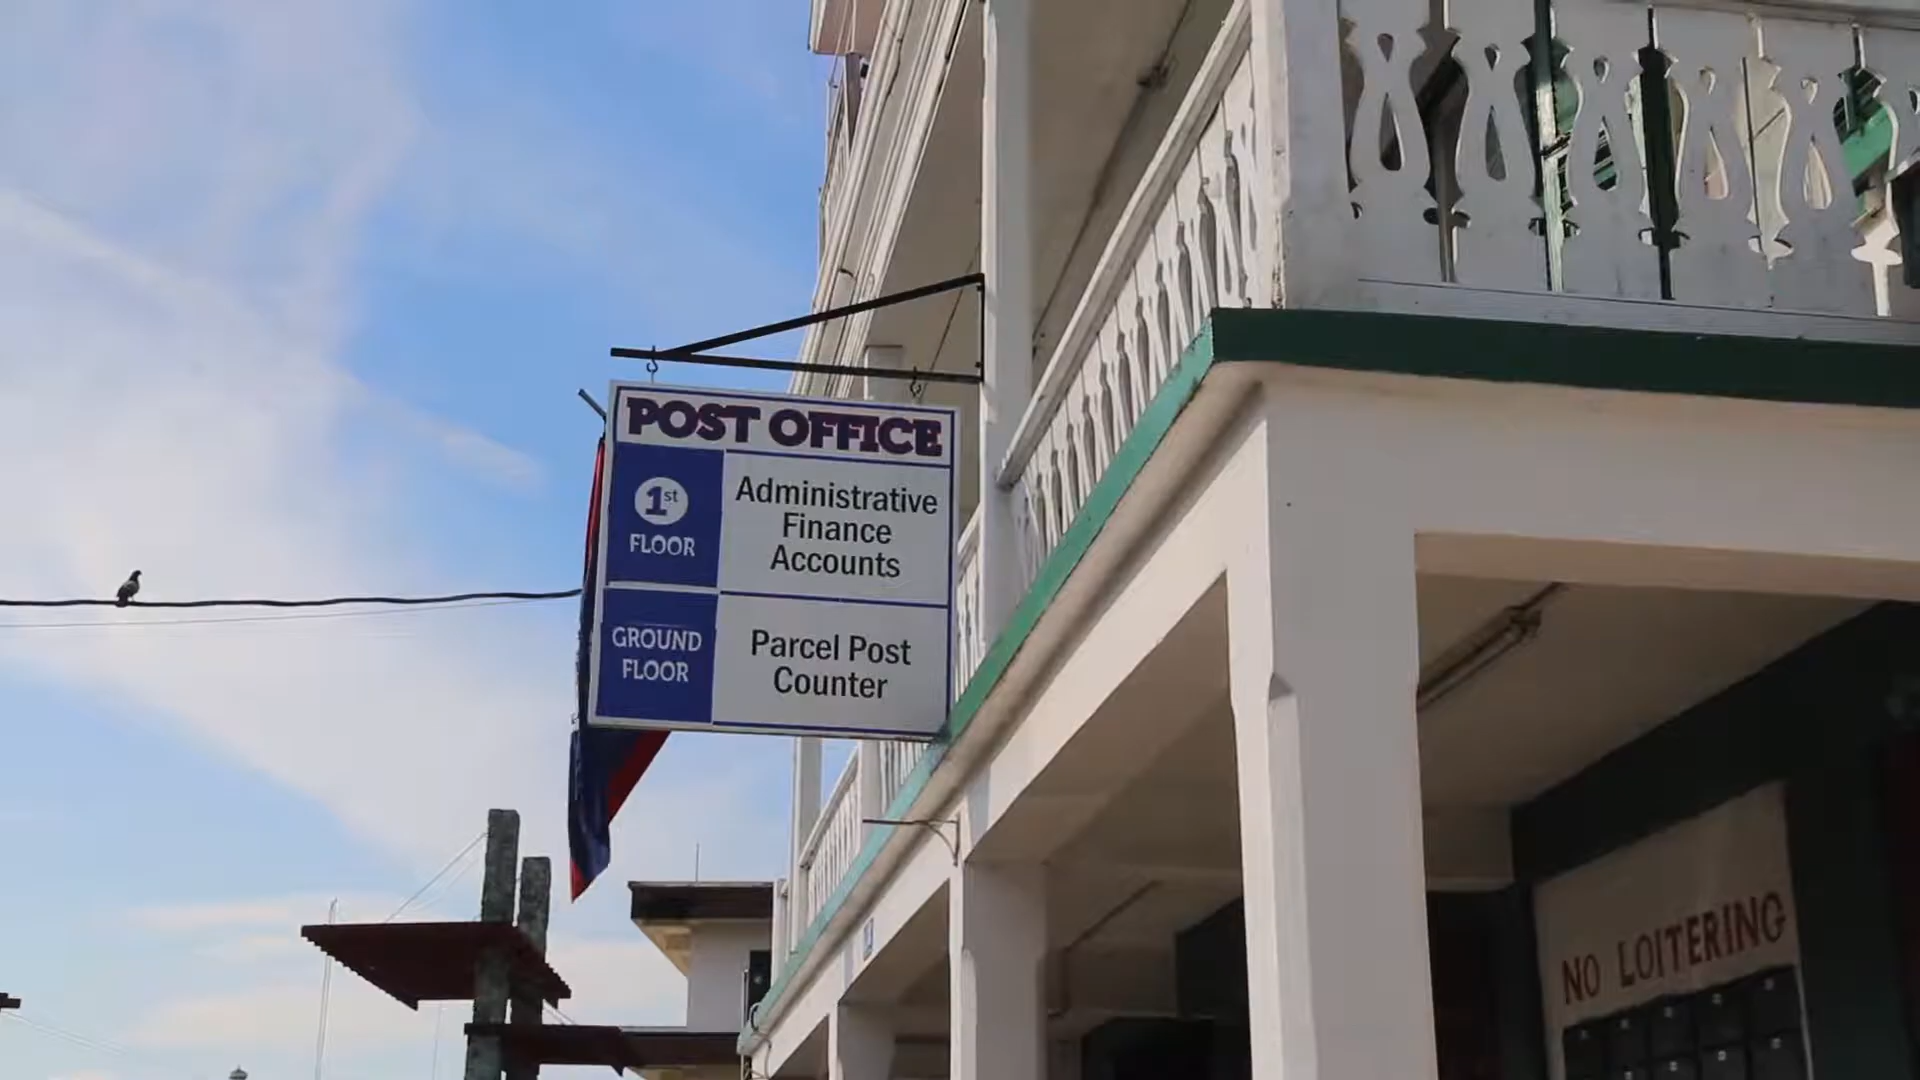 POST OFFICE
1st
FLOOR
Administrative
Finance
Accounts
GROUND
FLOOR
Parcel Post
Counter
NO LOITERING